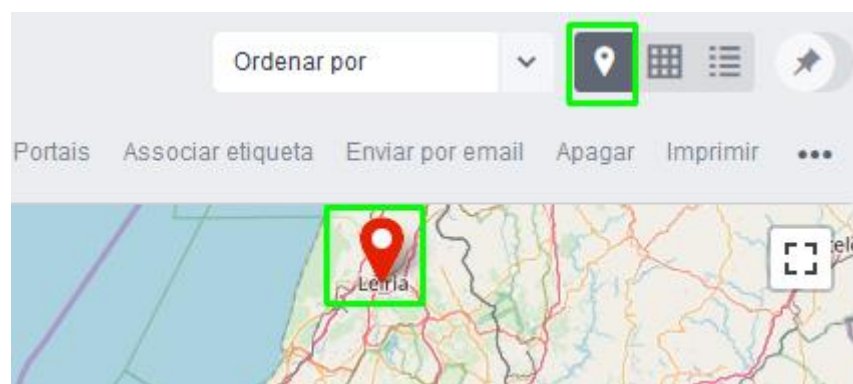 Ordenar por
Portais Associar etiqueta Enviar por email Apagar Imprimir
Leiria